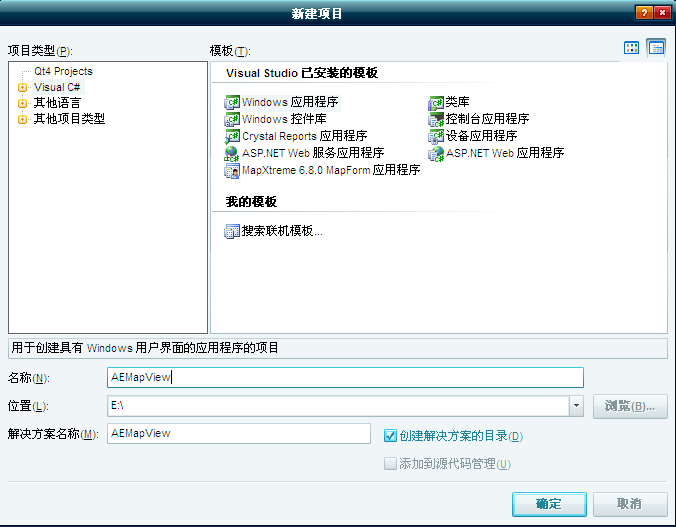 新建项目
项目类型(P):
模板(T):
Qt4 Projects
Visual C#
其他语言
其他项目类型
Visual Studio 已安装的模板
Windows 应用程序
类库
Windows 控件库
控制台应用程序
Crystal Reports 应用程序
设备应用程序
ASP.NET Web 服务应用程序
ASP.NET Web 应用程序
MapXtreme 6.8.0 MapForm 应用程序
我的模板
搜索联机模板...
用于创建具有 Windows 用户界面的应用程序的项目
名称(N):
AEMapView
位置(L):
E:\
浏览(B)...
解决方案名称(M):
AEMapView
创建解决方案的目录(D)
添加到源代码管理(U)
确定
取消